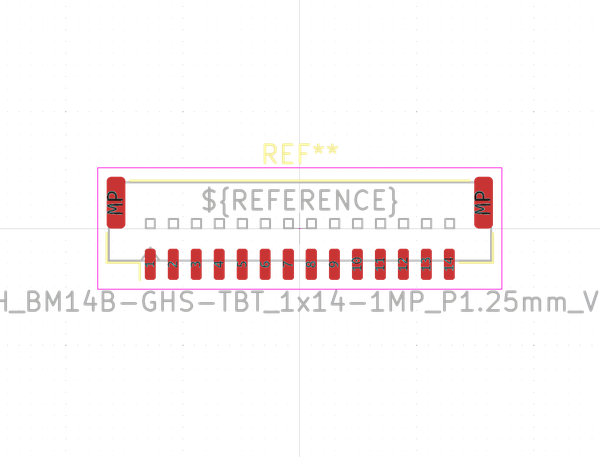 REF**
MP ${REFERENCE} MP
1 2 3 4 5 6 7 8 9 10 11 12 13 14
H_BM14B-GHS-TBT_1x14-1MP_P1.25mm_V